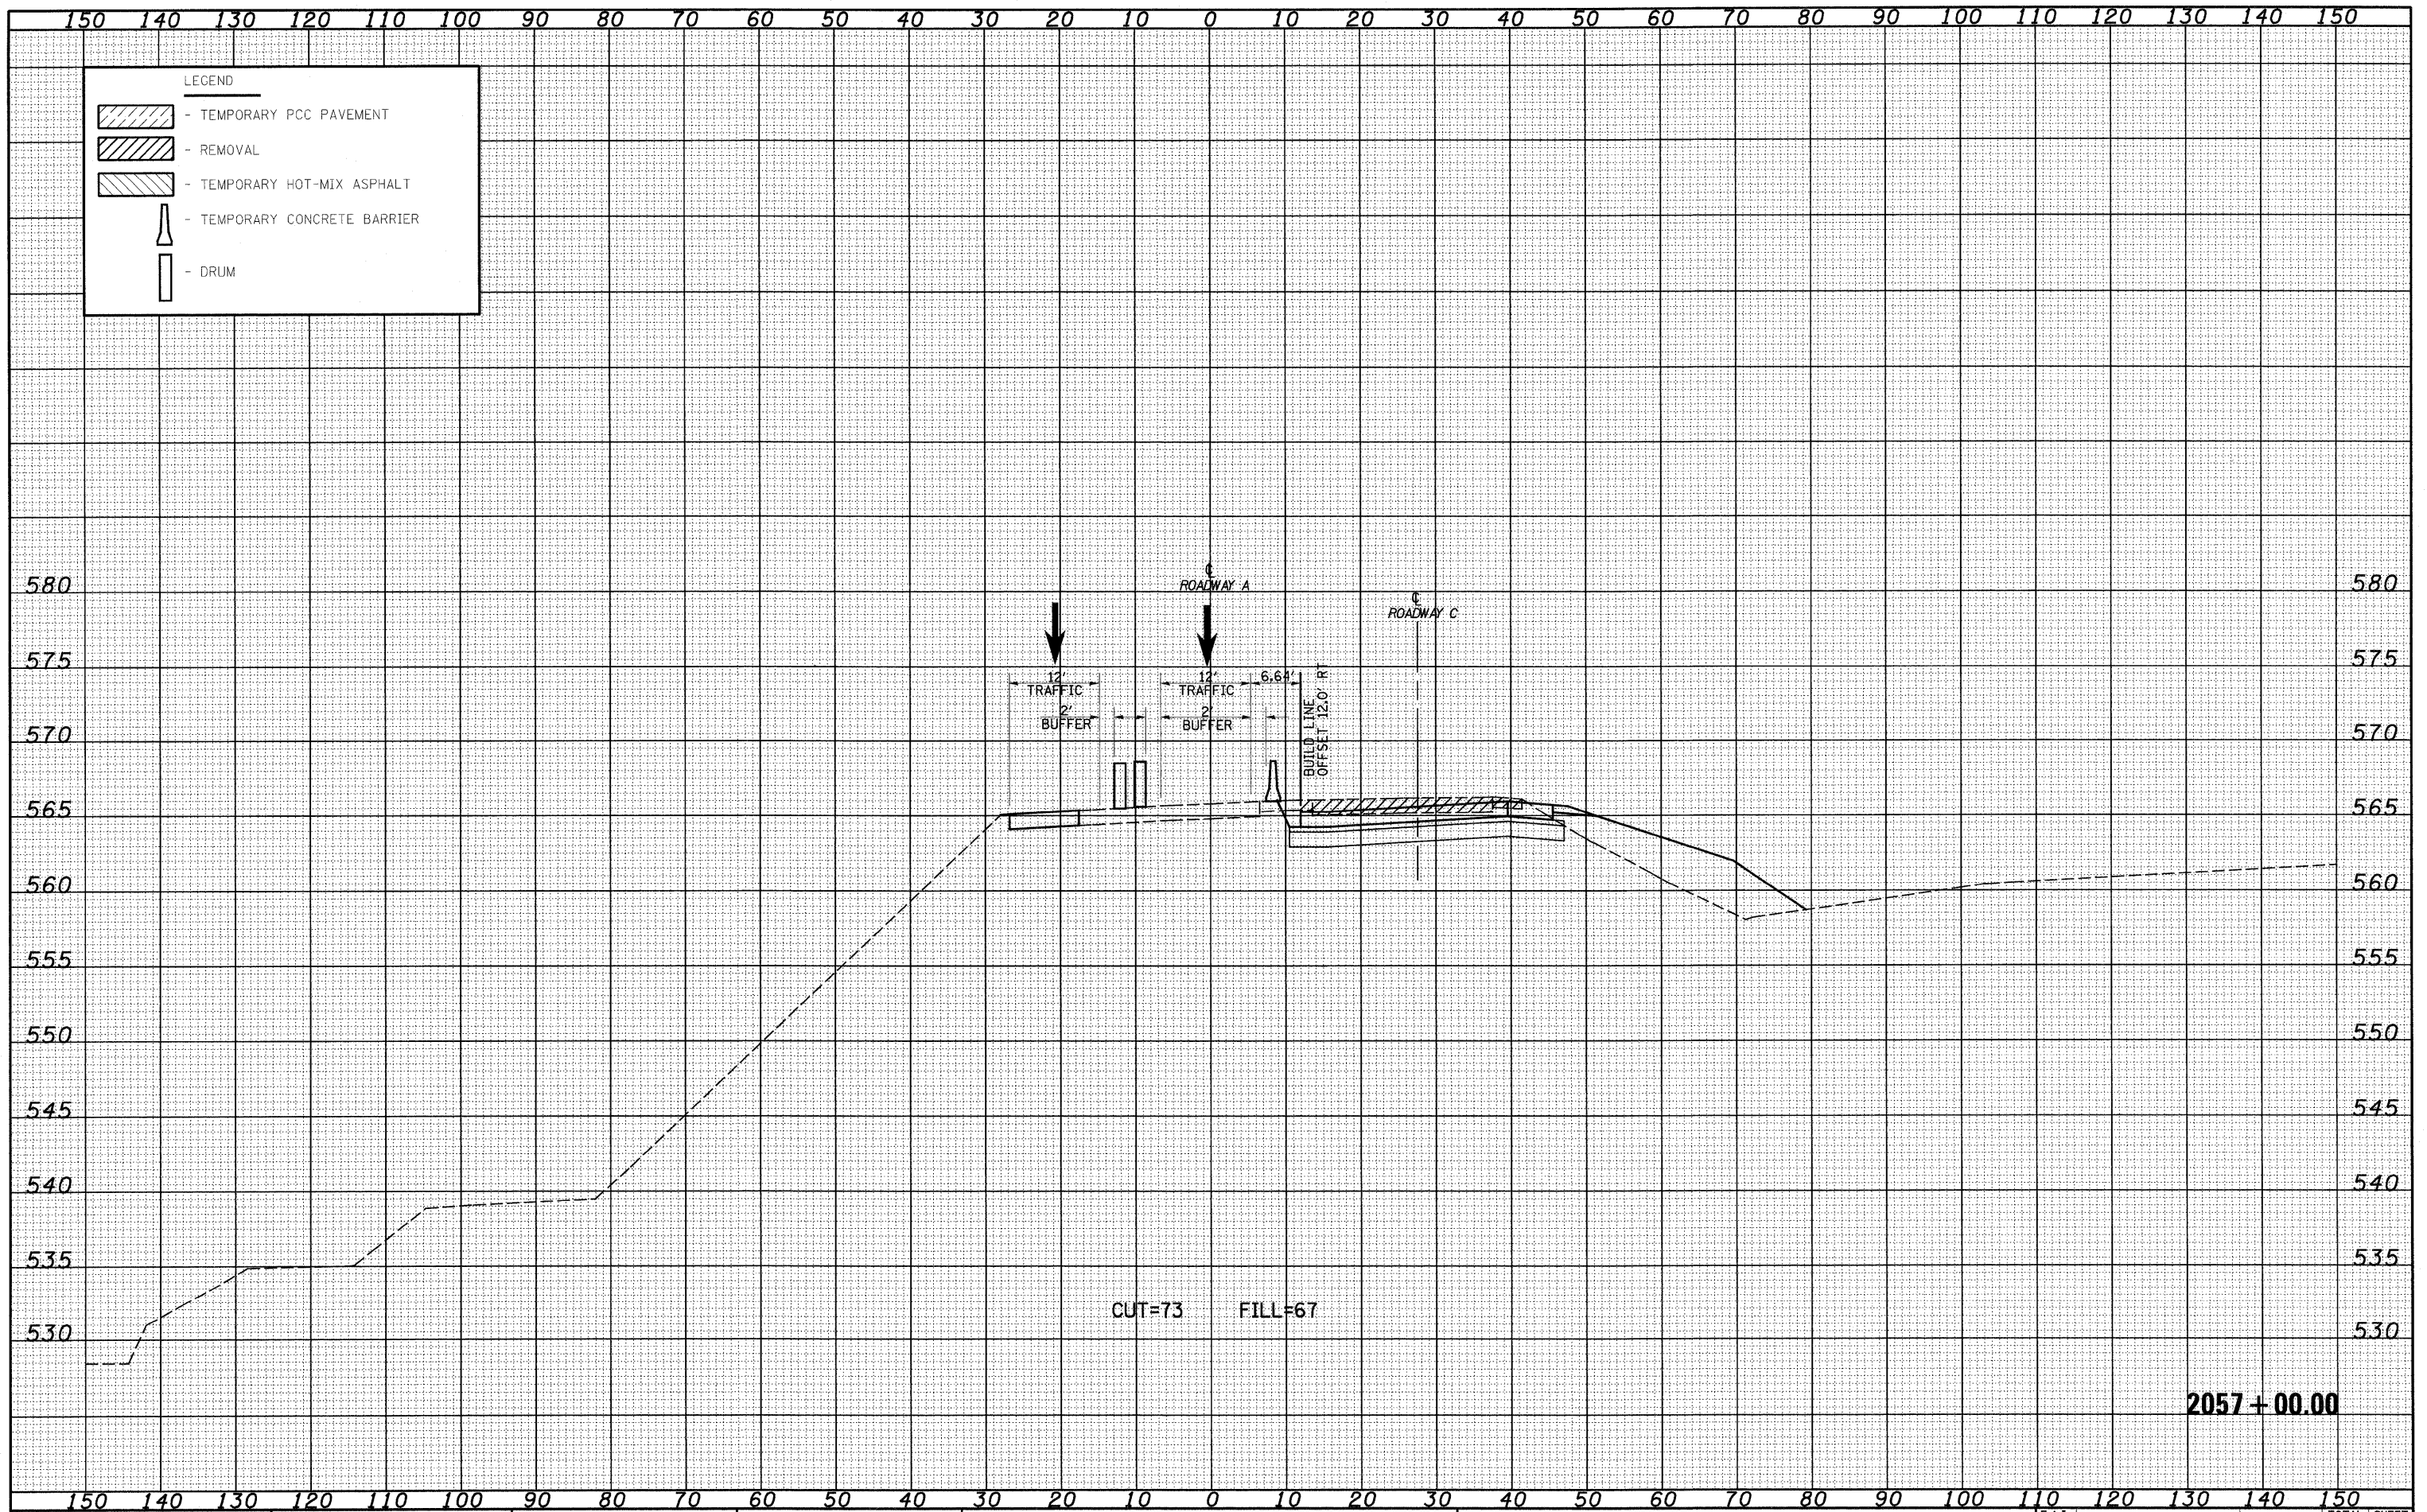 150 140 130 120 110 100 90 80 70 60 50 40 30 20 10 0 10 20 30 40 50 60 70 80 90 100 110 120 130 140 150
LEGEND
- TEMPORARY PCC PAVEMENT
- REMOVAL
- TEMPORARY HOT-MIX ASPHALT
- TEMPORARY CONCRETE BARRIER
- DRUM
℄
580 ROADWAY A 580
℄
ROADWAY C
575 575
12' 12' 6.64'
TRAFFIC TRAFFIC
2' 2'
BUFFER BUFFER
BUILD LINE
OFFSET 12.0' RT
570 570
565 565
560 560
555 555
550 550
545 545
540 540
535 535
CUT=73 FILL=67
530 530
2057+00.00
150 140 130 120 110 100 90 80 70 60 50 40 30 20 10 0 10 20 30 40 50 60 70 80 90 100 110 120 130 140 150
TOTAL SHEET